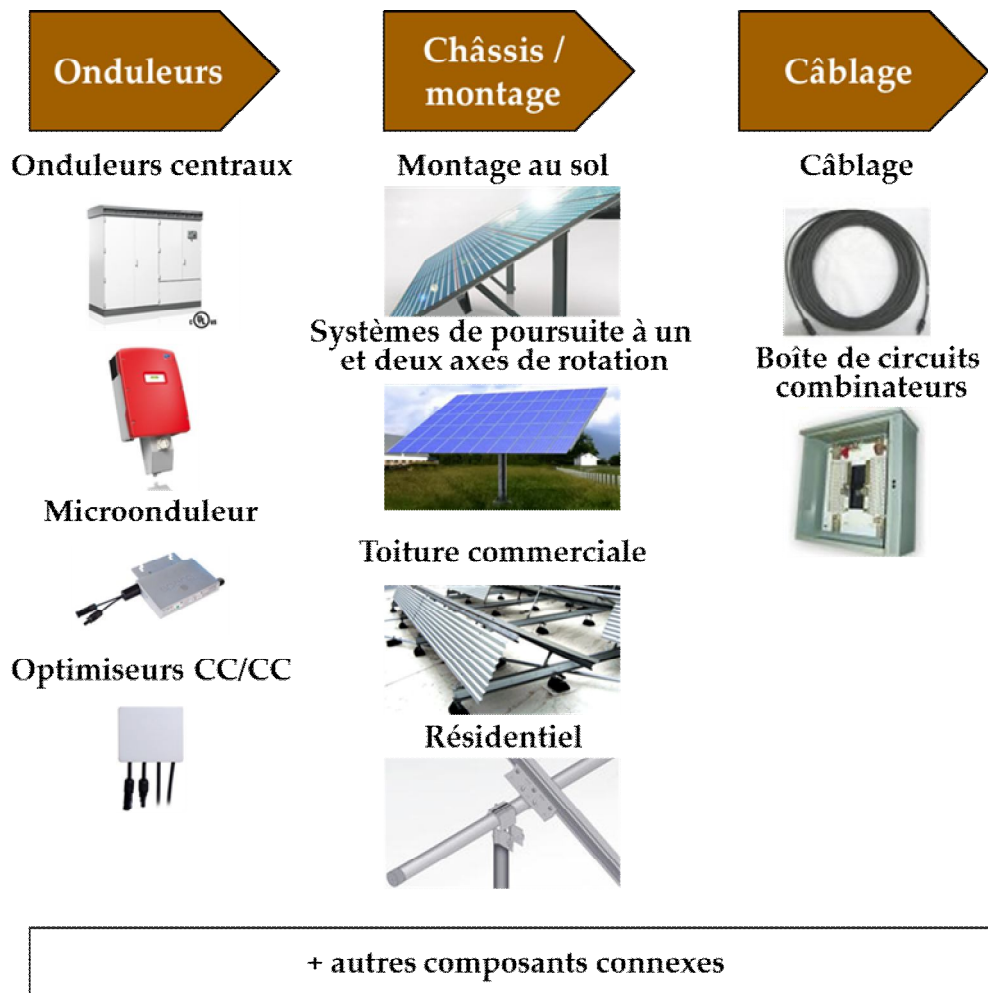 Onduleurs
Châssis /
montage
Câblage
Onduleurs centraux
Microonduleur
Optimiseurs CC/CC
Montage au sol
Systèmes de poursuite à un
et deux axes de rotation
Toiture commerciale
Résidentiel
Câblage
Boîte de circuits
combinateurs
+ autres composants connexes